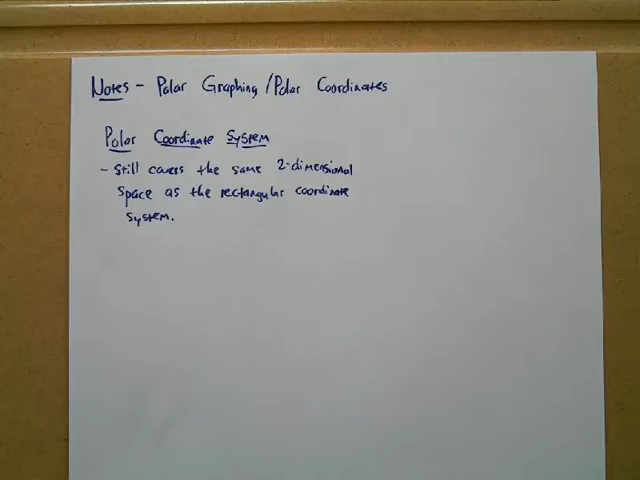 Notes - Polar Graphing/Polar Coordinates
Polar Coordinate System
- Still covers the same 2-dimensional
space as the rectangular coordinate
system.